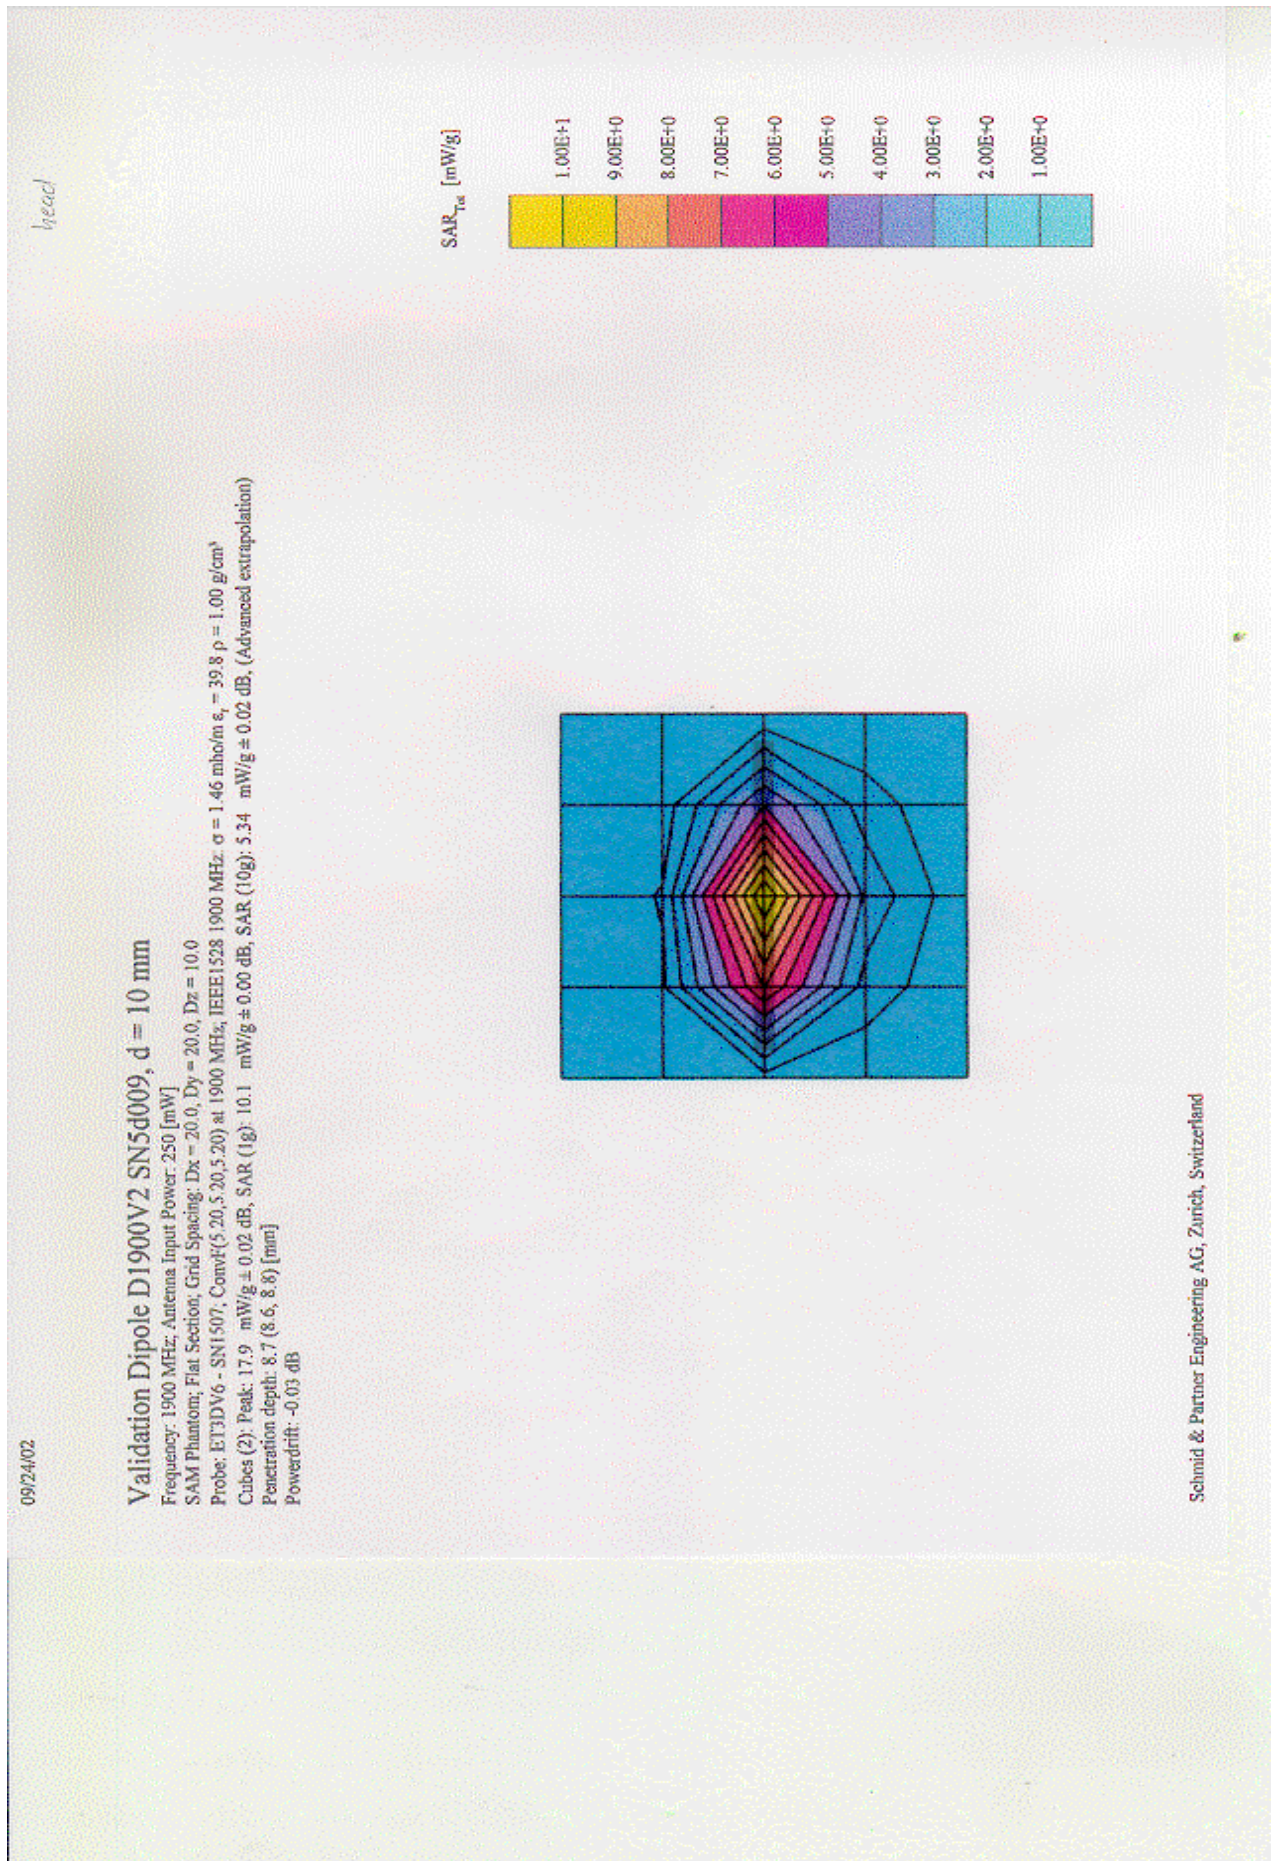 09/24/02
head
Validation Dipole D1900V2 SN5d009, d = 10 mm
Frequency: 1900 MHz; Antenna Input Power: 250 [mW]
SAM Phantom; Flat Section; Grid Spacing: Dx = 20.0, Dy = 20.0, Dz = 10.0
Probe: ET3DV6 - SN1507; ConvF(5.20,5.20,5.20) at 1900 MHz; IEEE1528 1900 MHz: σ = 1.46 mho/m εr = 39.8 ρ = 1.00 g/cm³
Cubes (2): Peak: 17.9 mW/g ± 0.02 dB, SAR (1g): 10.1 mW/g ± 0.00 dB, SAR (10g): 5.34 mW/g ± 0.02 dB, (Advanced extrapolation)
Penetration depth: 8.7 (8.6, 8.8) [mm]
Powerdrift: -0.03 dB
SAR Tot [mW/g]
1.00E+1
9.00E+0
8.00E+0
7.00E+0
6.00E+0
5.00E+0
4.00E+0
3.00E+0
2.00E+0
1.00E+0
Schmid & Partner Engineering AG, Zurich, Switzerland